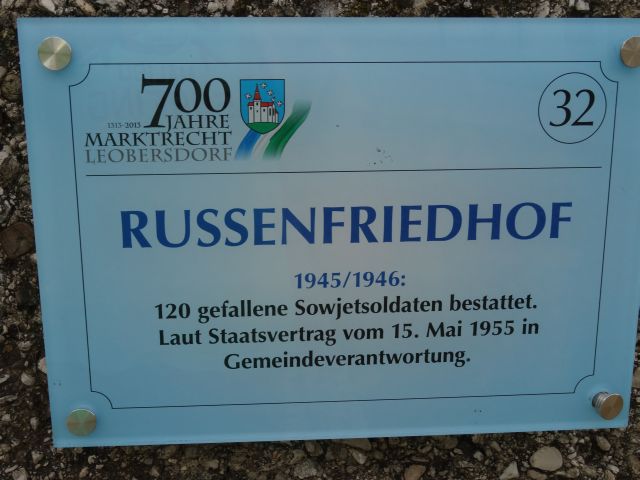 700
1313-2013 JAHRE
MARKTRECHT
LEOBERSDORF
32
RUSSENFRIEDHOF
1945/1946:
120 gefallene Sowjetsoldaten bestattet.
Laut Staatsvertrag vom 15. Mai 1955 in
Gemeindeverantwortung.